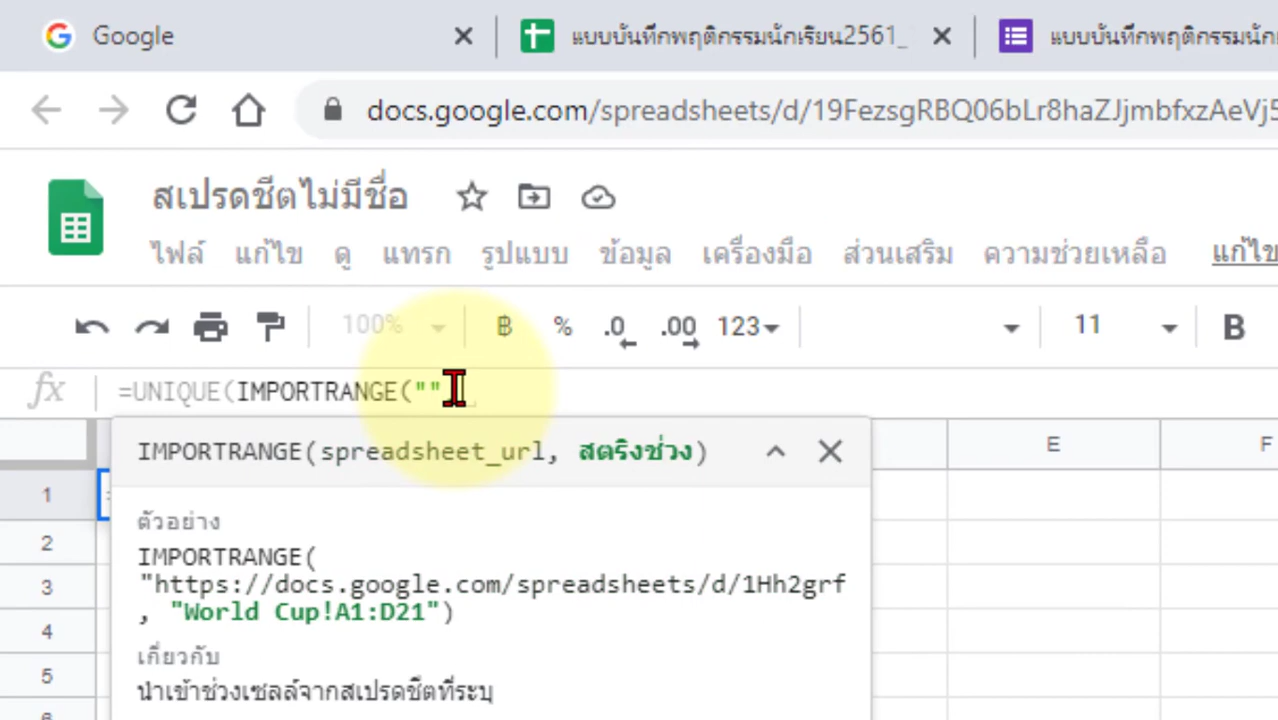 Google
แบบบันทึกพฤติกรรมนักเรียน2561_
แบบบันทึกพฤติกรรมนัก
docs.google.com/spreadsheets/d/19FezsgRBQ06bLr8haZJjmbfxzAeVj5
สเปรดชีตไม่มีชื่อ
ไฟล์ แก้ไข ดู แทรก รูปแบบ ข้อมูล เครื่องมือ ส่วนเสริม ความช่วยเหลือ แก้ไข
100% ฿ % .0 .00 123 11 B
fx =UNIQUE(IMPORTRANGE("",
E F
IMPORTRANGE(spreadsheet_url, สตริงช่วง)
1
ตัวอย่าง
2
IMPORTRANGE(
3 "https://docs.google.com/spreadsheets/d/1Hh2grf
, "World Cup!A1:D21")
4
เกี่ยวกับ
5
นำเข้าช่วงเซลล์จากสเปรดชีตที่ระบุ
6